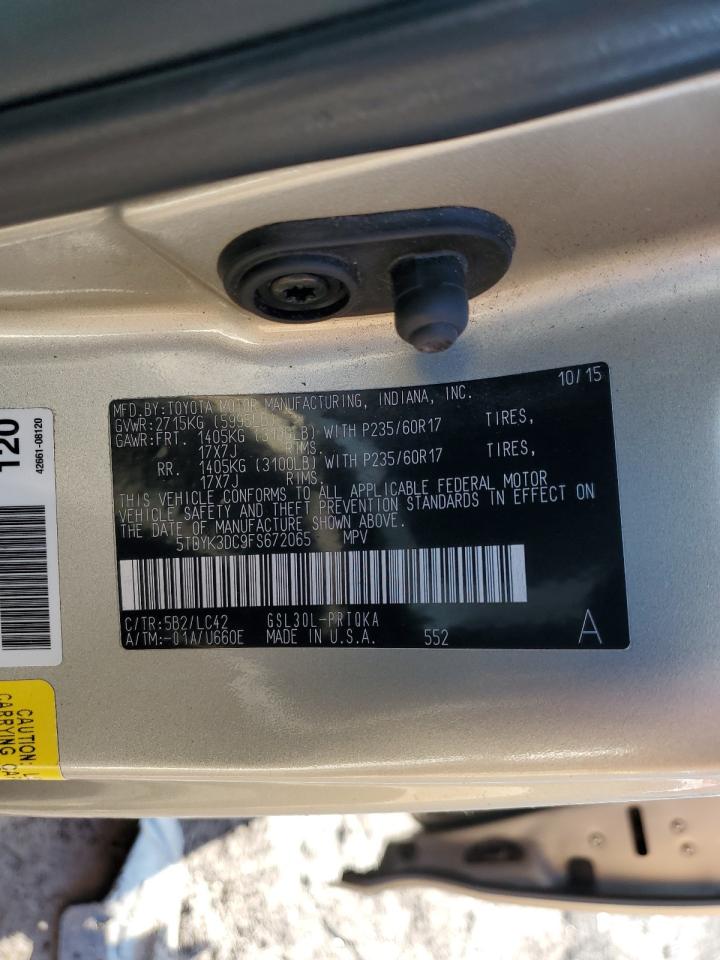 MFD.BY:TOYOTA MOTOR MANUFACTURING, INDIANA, INC. 10/15
GVWR:2715KG
GAWR:FRT. 1405KG (3100LB) WITH P235/60R17 TIRES,
17X7J RIMS.
RR. 1405KG (3100LB) WITH P235/60R17 TIRES,
17X7J RIMS.
THIS VEHICLE CONFORMS TO ALL APPLICABLE FEDERAL MOTOR
VEHICLE SAFETY AND THEFT PREVENTION STANDARDS IN EFFECT ON
THE DATE OF MANUFACTURE SHOWN ABOVE.
5TBYK3DC9FS672065 MPV
C/TR:5B2/LC42 GSL30L-PRTQKA
A/TM:-01A/U660E MADE IN U.S.A. 552 A
120
42661-08120
CAUTION:
CARRYING